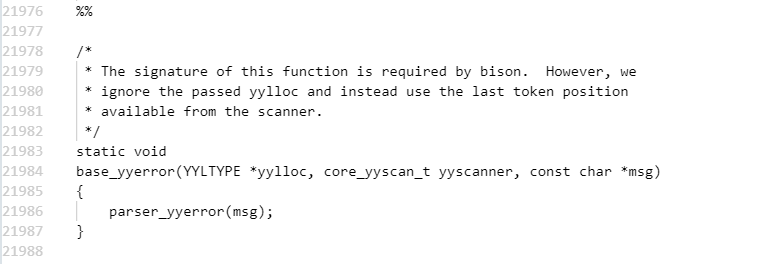 21976 %%
21977
21978 /*
21979  * The signature of this function is required by bison.  However, we
21980  * ignore the passed yylloc and instead use the last token position
21981  * available from the scanner.
21982  */
21983 static void
21984 base_yyerror(YYLTYPE *yylloc, core_yyscan_t yyscanner, const char *msg)
21985 {
21986     parser_yyerror(msg);
21987 }
21988